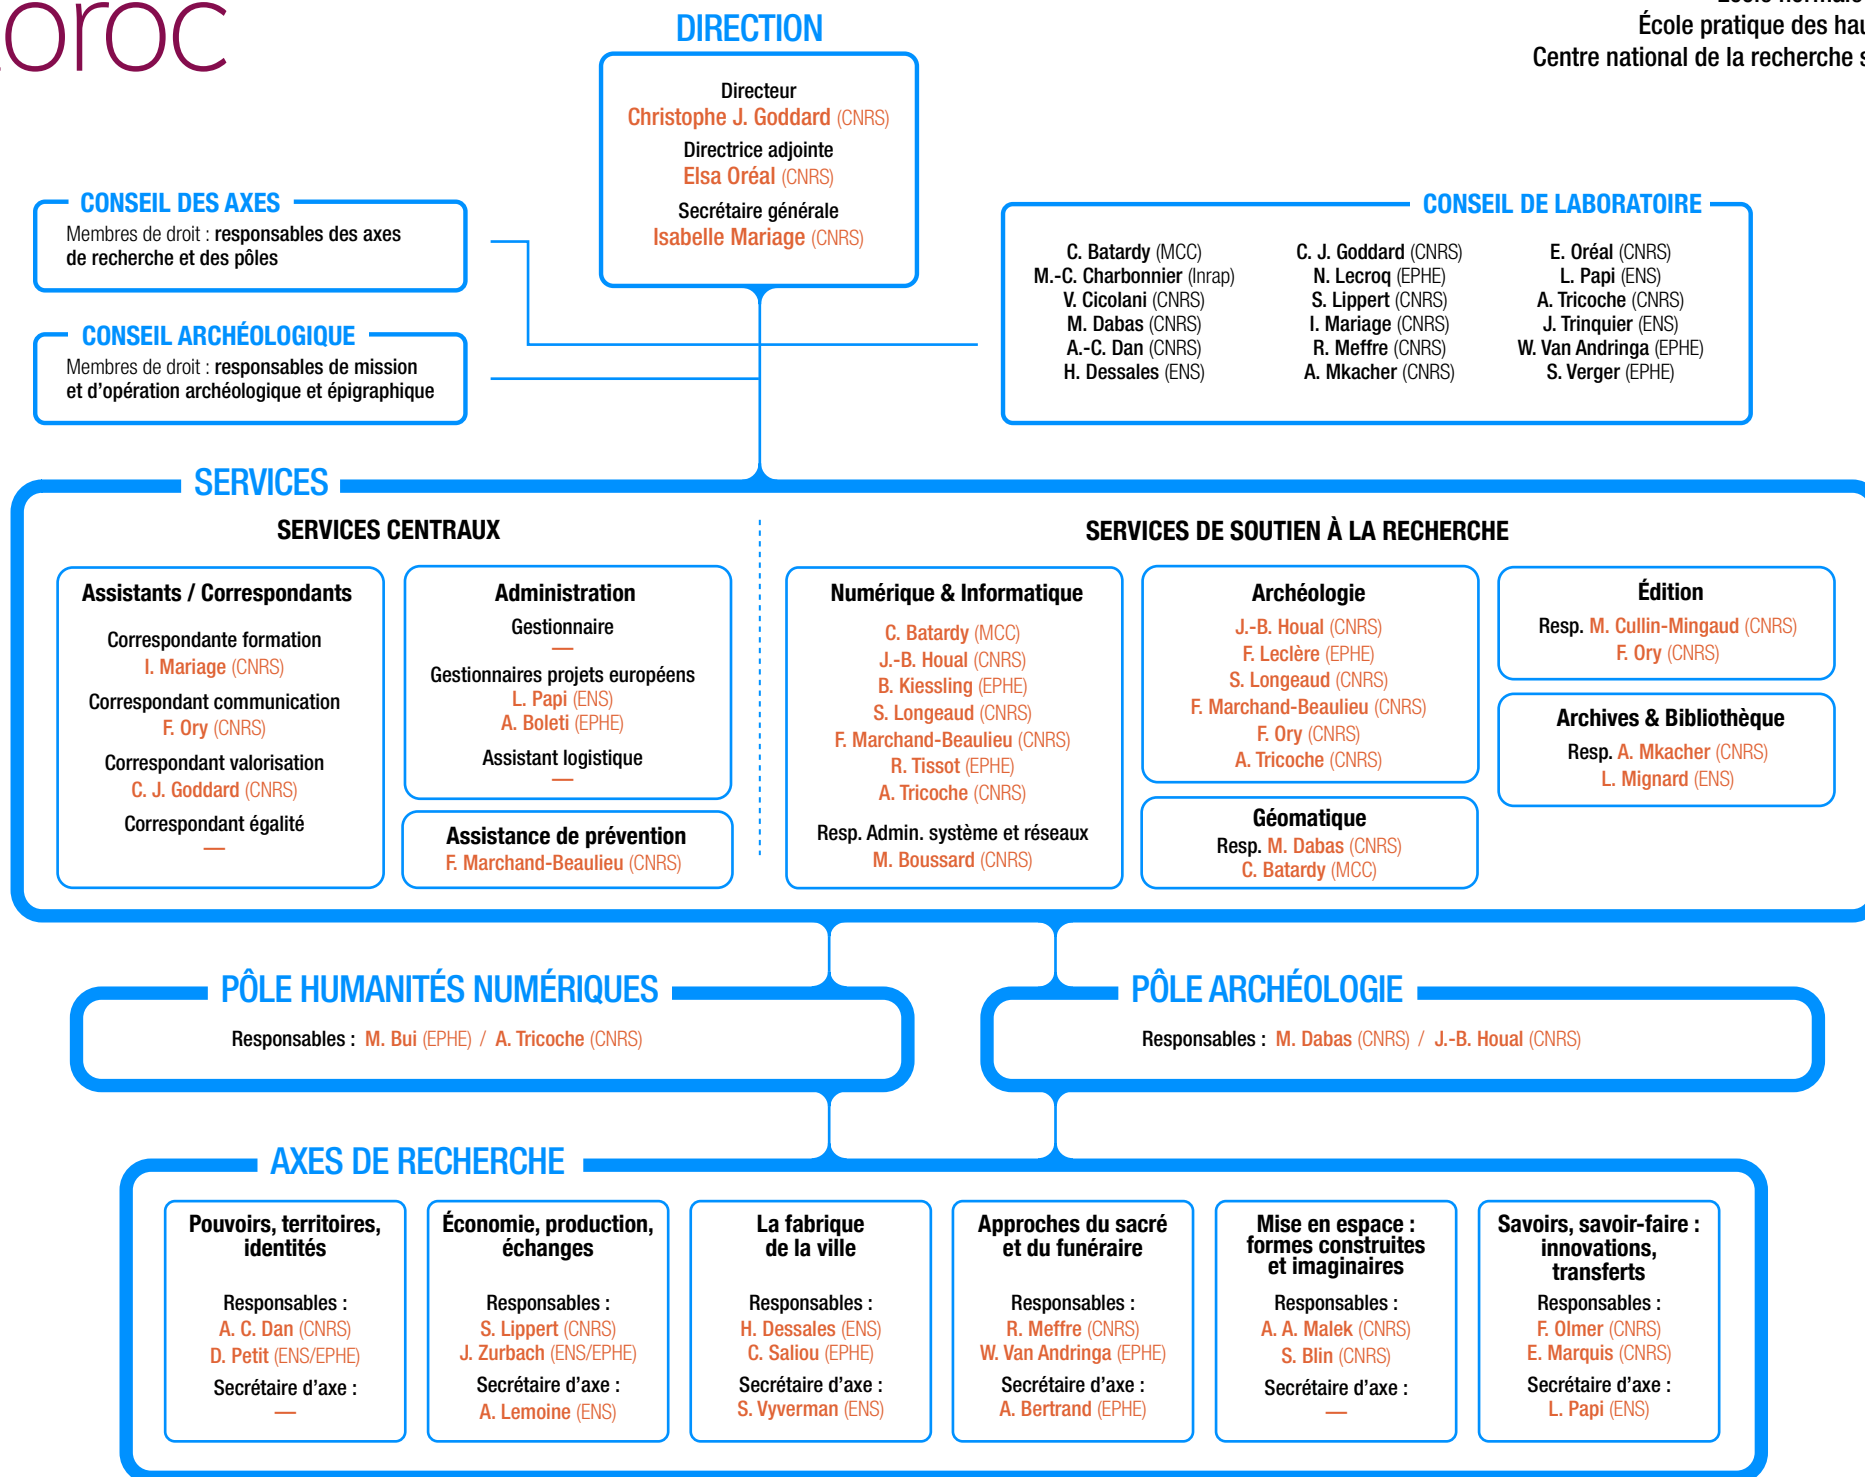 oroc
École pratique des hau
Centre national de la recherche s
DIRECTION
Directeur
Christophe J. Goddard (CNRS)
Directrice adjointe
Elsa Oréal (CNRS)
Secrétaire générale
Isabelle Mariage (CNRS)
CONSEIL DES AXES
Membres de droit : responsables des axes
de recherche et des pôles
CONSEIL ARCHÉOLOGIQUE
Membres de droit : responsables de mission
et d'opération archéologique et épigraphique
CONSEIL DE LABORATOIRE
C. Batardy (MCC)
M.-C. Charbonnier (Inrap)
V. Cicolani (CNRS)
M. Dabas (CNRS)
A.-C. Dan (CNRS)
H. Dessales (ENS)
C. J. Goddard (CNRS)
N. Lecroq (EPHE)
S. Lippert (CNRS)
I. Mariage (CNRS)
R. Meffre (CNRS)
A. Mkacher (CNRS)
E. Oréal (CNRS)
L. Papi (ENS)
A. Tricoche (CNRS)
J. Trinquier (ENS)
W. Van Andringa (EPHE)
S. Verger (EPHE)
SERVICES
SERVICES CENTRAUX
Assistants / Correspondants
Correspondante formation
I. Mariage (CNRS)
Correspondant communication
F. Ory (CNRS)
Correspondant valorisation
C. J. Goddard (CNRS)
Correspondant égalité
—
Administration
Gestionnaire
—
Gestionnaires projets européens
L. Papi (ENS)
A. Boleti (EPHE)
Assistant logistique
—
Assistance de prévention
F. Marchand-Beaulieu (CNRS)
SERVICES DE SOUTIEN À LA RECHERCHE
Numérique & Informatique
C. Batardy (MCC)
J.-B. Houal (CNRS)
B. Kiessling (EPHE)
S. Longeaud (CNRS)
F. Marchand-Beaulieu (CNRS)
R. Tissot (EPHE)
A. Tricoche (CNRS)
Resp. Admin. système et réseaux
M. Boussard (CNRS)
Archéologie
J.-B. Houal (CNRS)
F. Leclère (EPHE)
S. Longeaud (CNRS)
F. Marchand-Beaulieu (CNRS)
F. Ory (CNRS)
A. Tricoche (CNRS)
Géomatique
Resp. M. Dabas (CNRS)
C. Batardy (MCC)
Édition
Resp. M. Cullin-Mingaud (CNRS)
F. Ory (CNRS)
Archives & Bibliothèque
Resp. A. Mkacher (CNRS)
L. Mignard (ENS)
PÔLE HUMANITÉS NUMÉRIQUES
Responsables : M. Bui (EPHE) / A. Tricoche (CNRS)
PÔLE ARCHÉOLOGIE
Responsables : M. Dabas (CNRS) / J.-B. Houal (CNRS)
AXES DE RECHERCHE
Pouvoirs, territoires,
identités
Responsables :
A. C. Dan (CNRS)
D. Petit (ENS/EPHE)
Secrétaire d'axe :
—
Économie, production,
échanges
Responsables :
S. Lippert (CNRS)
J. Zurbach (ENS/EPHE)
Secrétaire d'axe :
A. Lemoine (ENS)
La fabrique
de la ville
Responsables :
H. Dessales (ENS)
C. Saliou (EPHE)
Secrétaire d'axe :
S. Vyverman (ENS)
Approches du sacré
et du funéraire
Responsables :
R. Meffre (CNRS)
W. Van Andringa (EPHE)
Secrétaire d'axe :
A. Bertrand (EPHE)
Mise en espace :
formes construites
et imaginaires
Responsables :
A. A. Malek (CNRS)
S. Blin (CNRS)
Secrétaire d'axe :
—
Savoirs, savoir-faire :
innovations,
transferts
Responsables :
F. Olmer (CNRS)
E. Marquis (CNRS)
Secrétaire d'axe :
L. Papi (ENS)